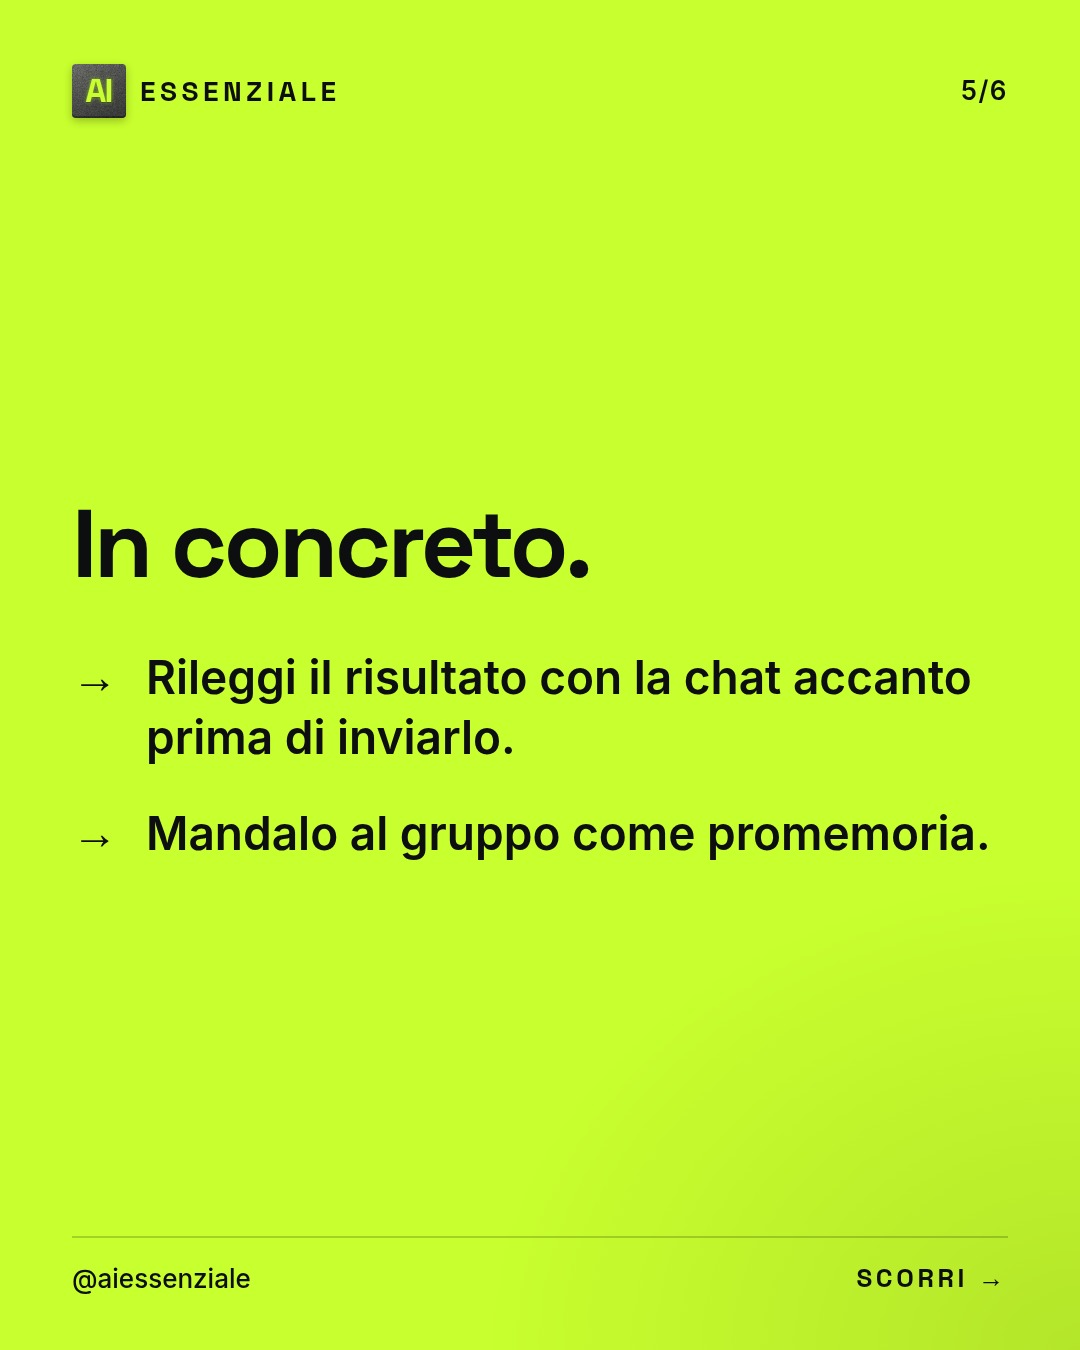 AI ESSENZIALE
5/6
In concreto.
→ Rileggi il risultato con la chat accanto
prima di inviarlo.
→ Mandalo al gruppo come promemoria.
@aiessenziale
SCORRI →